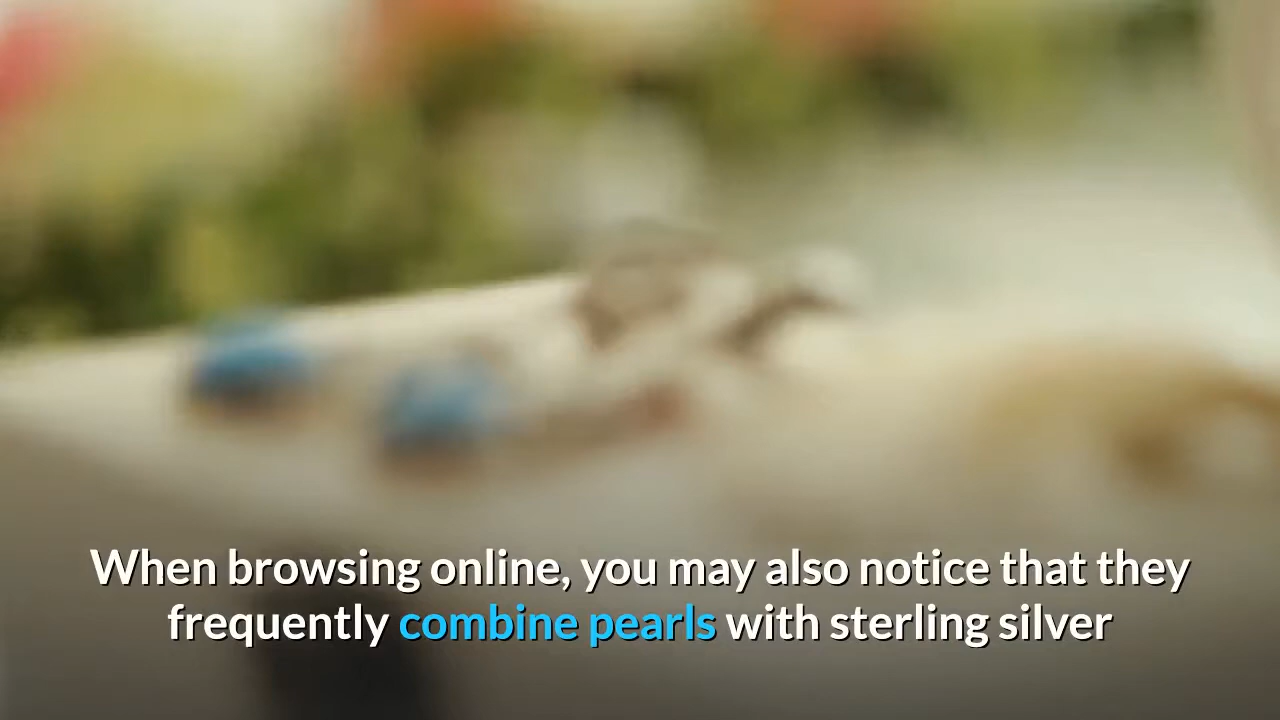 When browsing online, you may also notice that they
frequently combine pearls with sterling silver